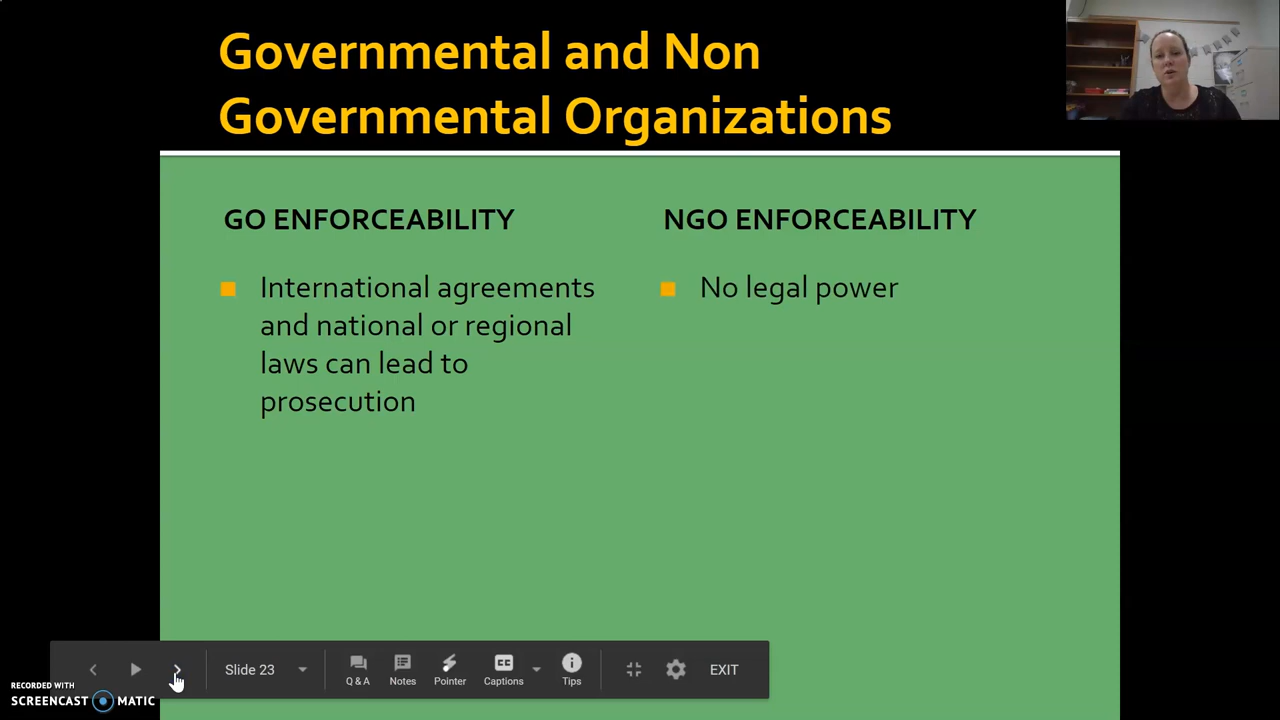 Governmental and Non
Governmental Organizations
GO ENFORCEABILITY
International agreements
and national or regional
laws can lead to
prosecution
NGO ENFORCEABILITY
No legal power
Slide 23
Q & A
Notes
Pointer
CC
Captions
Tips
EXIT
RECORDED WITH
SCREENCAST MATIC